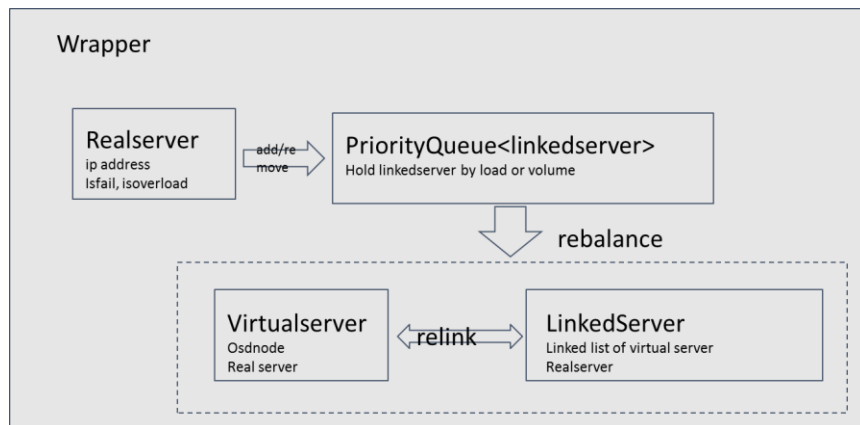 Wrapper
Realserver
ip address
Isfail, isoverload
add/re
move
PriorityQueue<linkedserver>
Hold linkedserver by load or volume
rebalance
Virtualserver
Osdnode
Real server
relink
LinkedServer
Linked list of virtual server
Realserver